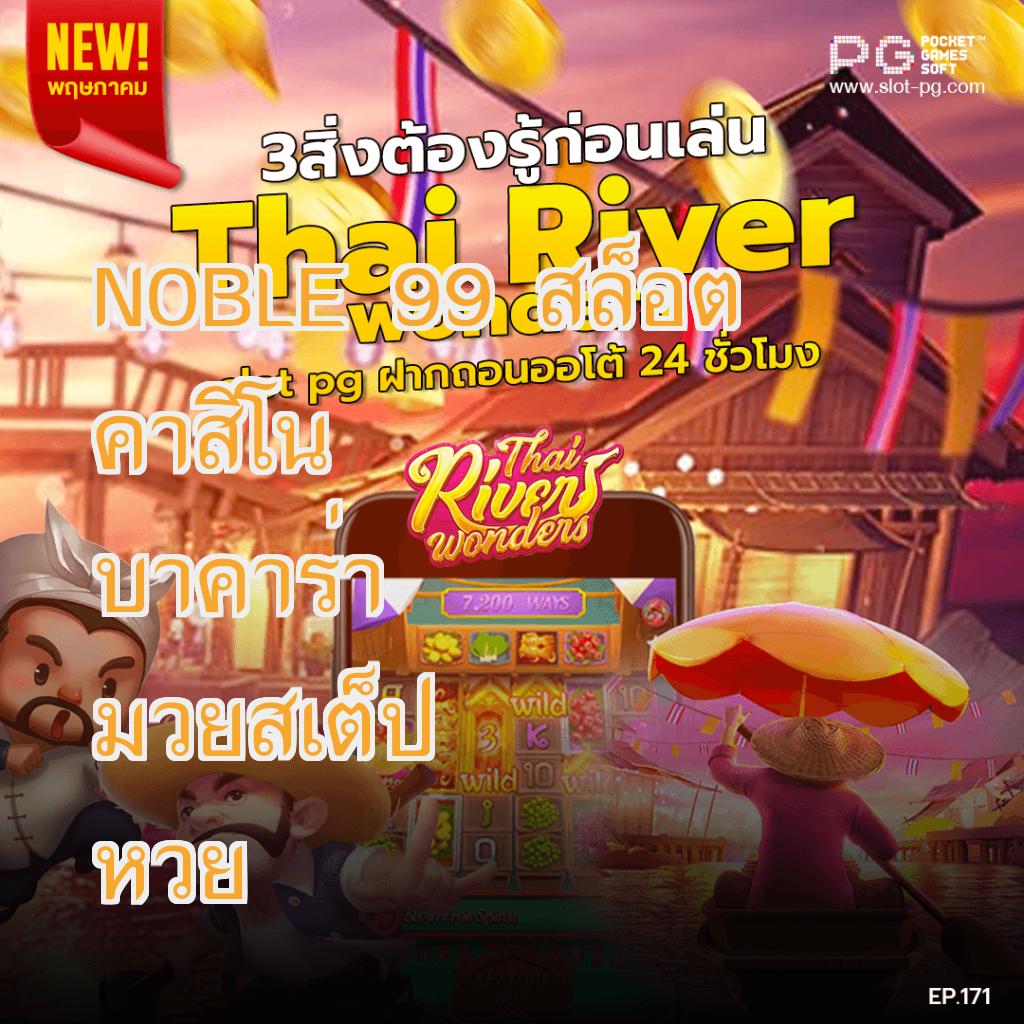 NEW!
พฤษภาคม
PG POCKET GAMES SOFT™
www.slot-pg.com
3สิ่งต้องรู้ก่อนเล่น
Thai River
NOBLE 99 สล็อต
slot pg ฝากถอนออโต้ 24 ชั่วโมง
คาสิโน
Thai
River
wonders
บาคาร่า
7,200 WAYS
มวยสเต็ป
wild
3 K
wild 10
J
Q
หวย
EP.171